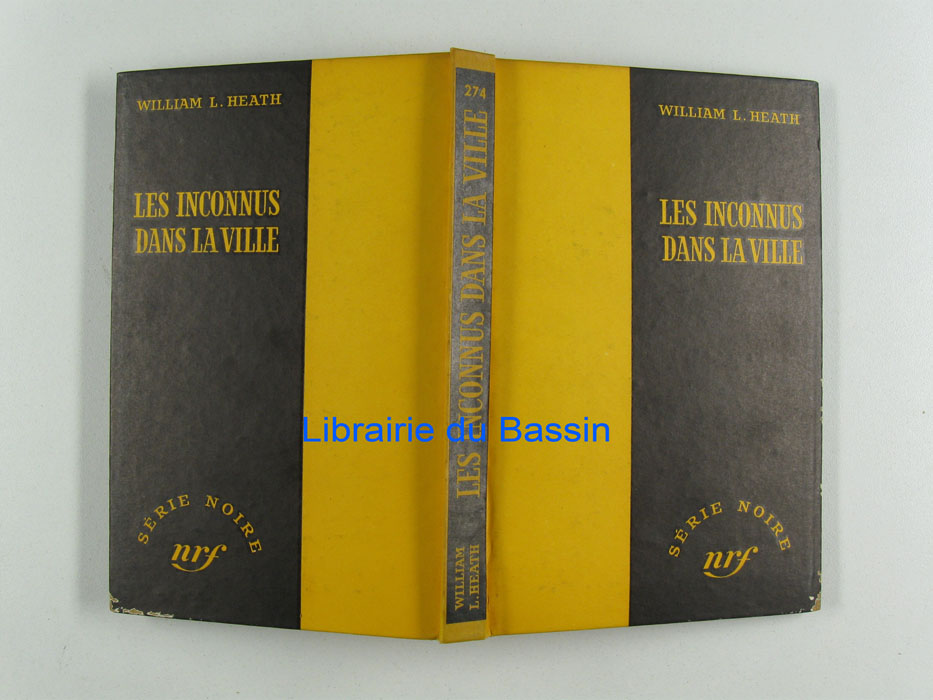 WILLIAM L. HEATH
LES INCONNUS
DANS LA VILLE
SÉRIE NOIRE
nrf
274
LES INCONNUS DANS LA VILLE
WILLIAM
L. HEATH
WILLIAM L. HEATH
LES INCONNUS
DANS LA VILLE
SÉRIE NOIRE
nrf
Librairie du Bassin